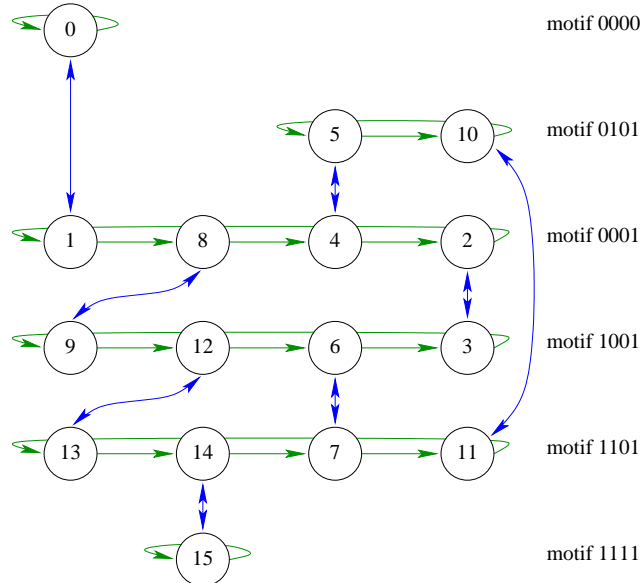 0 motif 0000
5 10 motif 0101
1 8 4 2 motif 0001
9 12 6 3 motif 1001
13 14 7 11 motif 1101
15 motif 1111